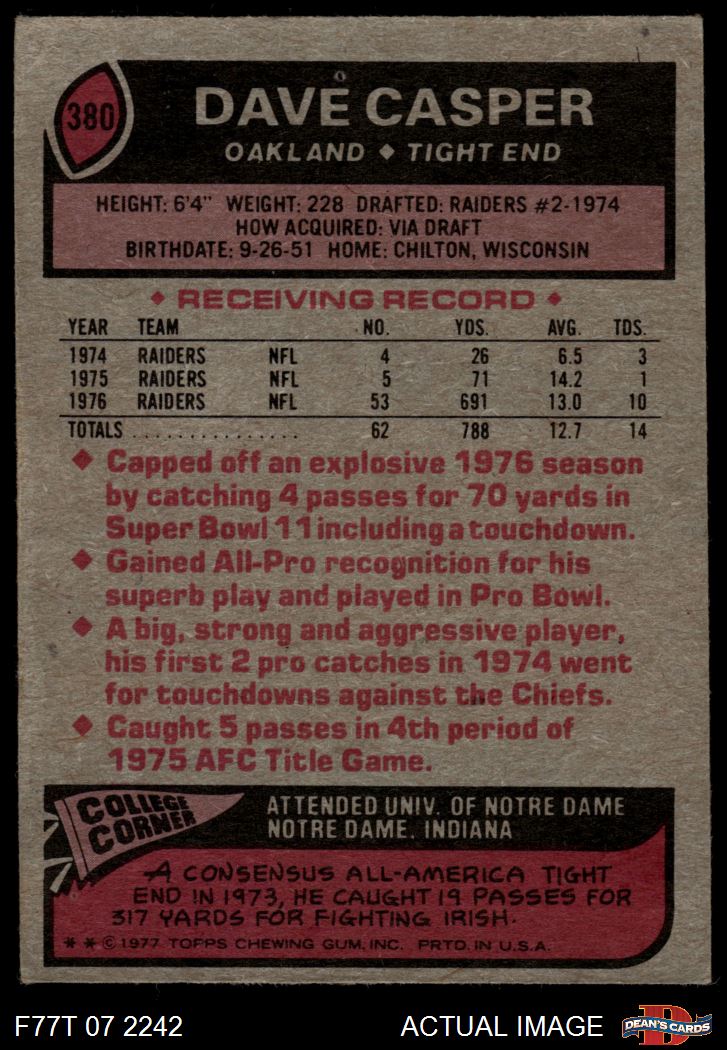 380
DAVE CASPER
OAKLAND ◆ TIGHT END
HEIGHT: 6'4" WEIGHT: 228 DRAFTED: RAIDERS #2-1974
HOW ACQUIRED: VIA DRAFT
BIRTHDATE: 9-26-51 HOME: CHILTON, WISCONSIN
◆ RECEIVING RECORD ◆
YEAR TEAM NO. YDS. AVG. TDS.
1974 RAIDERS NFL 4 26 6.5 3
1975 RAIDERS NFL 5 71 14.2 1
1976 RAIDERS NFL 53 691 13.0 10
TOTALS ................ 62 788 12.7 14
◆ Capped off an explosive 1976 season
by catching 4 passes for 70 yards in
Super Bowl 11 including a touchdown.
◆ Gained All-Pro recognition for his
superb play and played in Pro Bowl.
◆ A big, strong and aggressive player,
his first 2 pro catches in 1974 went
for touchdowns against the Chiefs.
◆ Caught 5 passes in 4th period of
1975 AFC Title Game.
COLLEGE
CORNER
ATTENDED UNIV. OF NOTRE DAME
NOTRE DAME, INDIANA
A CONSENSUS ALL-AMERICA TIGHT
END IN 1973, HE CAUGHT 19 PASSES FOR
317 YARDS FOR FIGHTING IRISH.
* * © 1977 TOPPS CHEWING GUM, INC. PRTD. IN U.S.A.
F77T 07 2242 ACTUAL IMAGE
D
DEAN'S CARDS